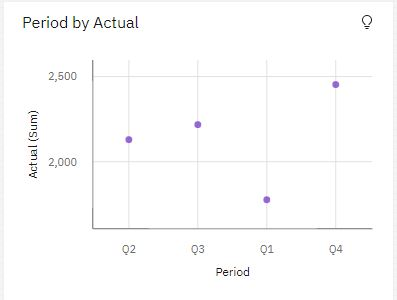 Period by Actual
2,500
2,000
Actual (Sum)
Q2 Q3 Q1 Q4
Period